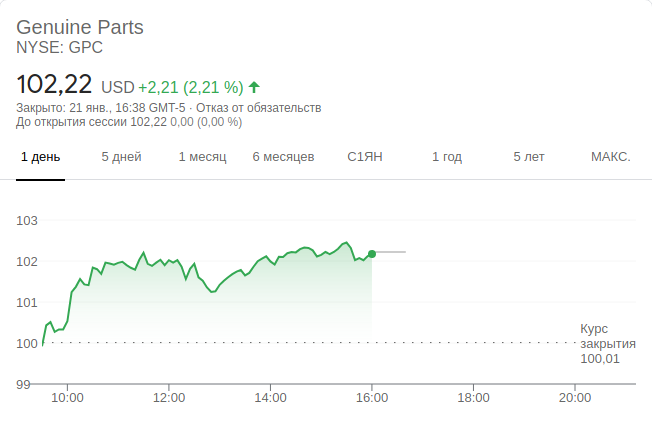 Genuine Parts
NYSE: GPC
102,22 USD +2,21 (2,21 %)
Закрыто: 21 янв., 16:38 GMT-5 · Отказ от обязательств
До открытия сессии 102,22 0,00 (0,00 %)
1 день 5 дней 1 месяц 6 месяцев С1ЯН 1 год 5 лет МАКС.
103
102
101
Курс
100 закрытия
100,01
99
10:00 12:00 14:00 16:00 18:00 20:00